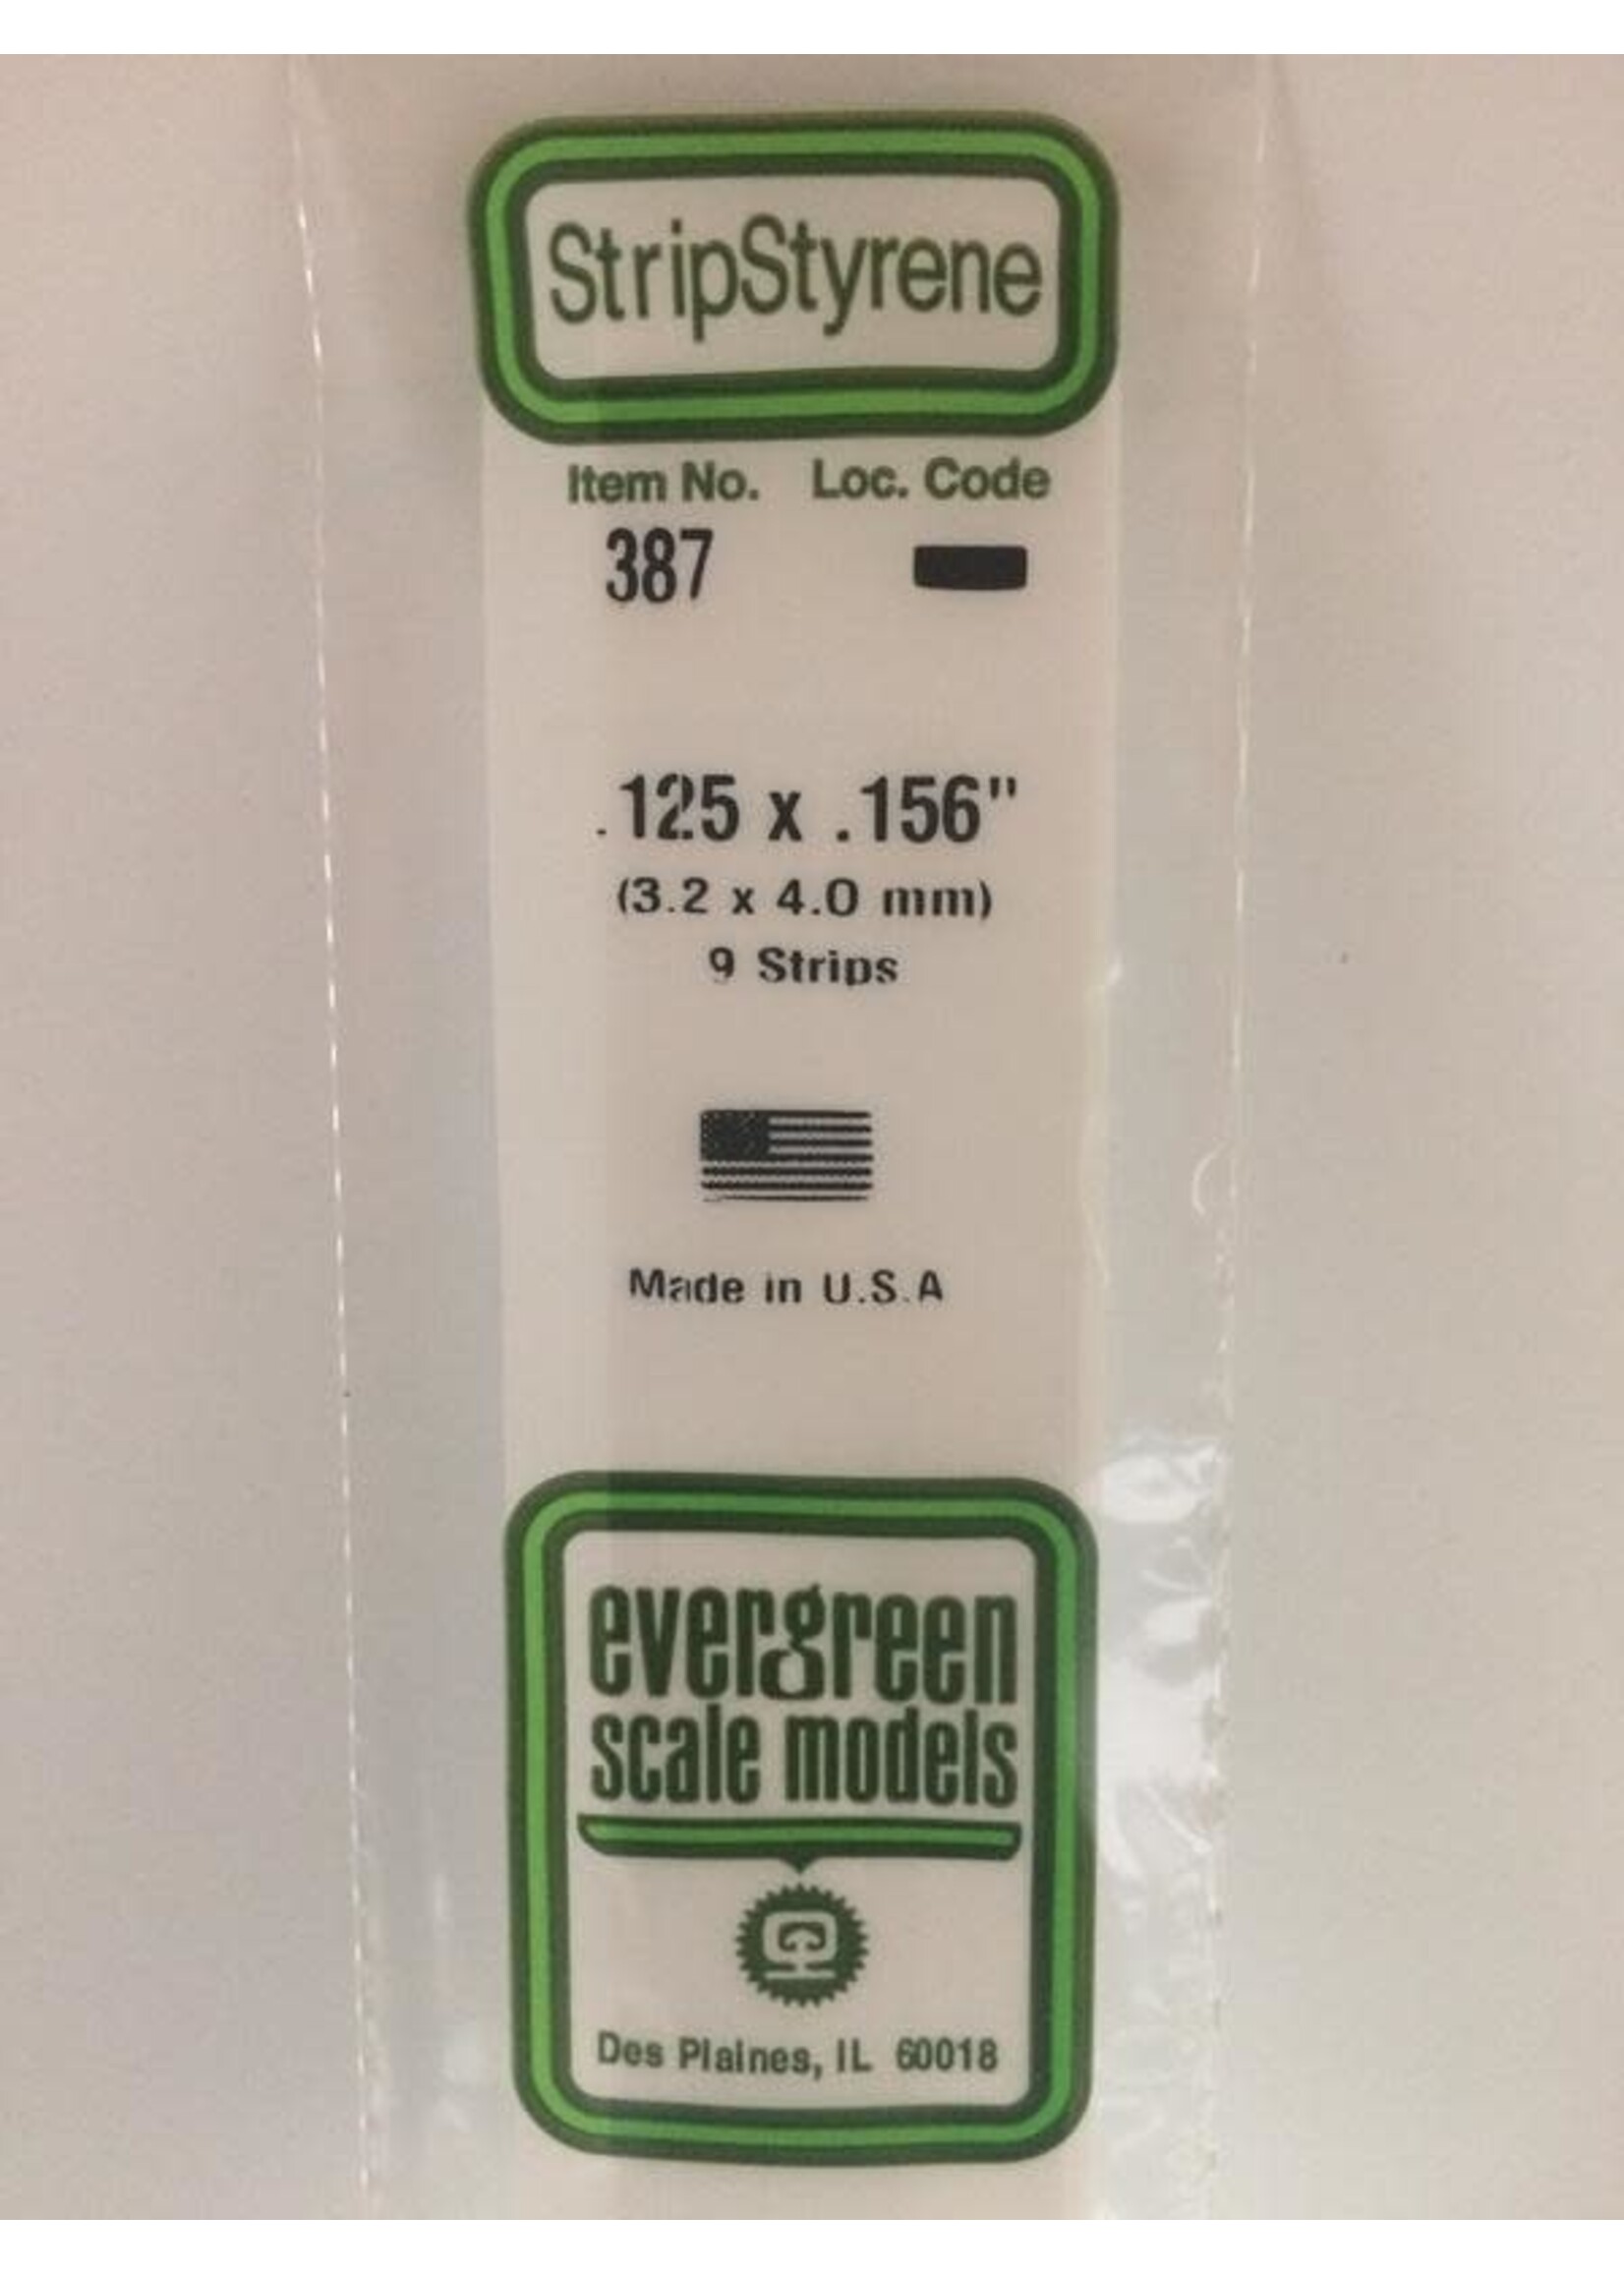 StripStyrene
Item No. Loc. Code
387
.125 x .156"
(3.2 x 4.0 mm)
9 Strips
Made in U.S.A
evergreen
scale models
Des Plaines, IL 60018